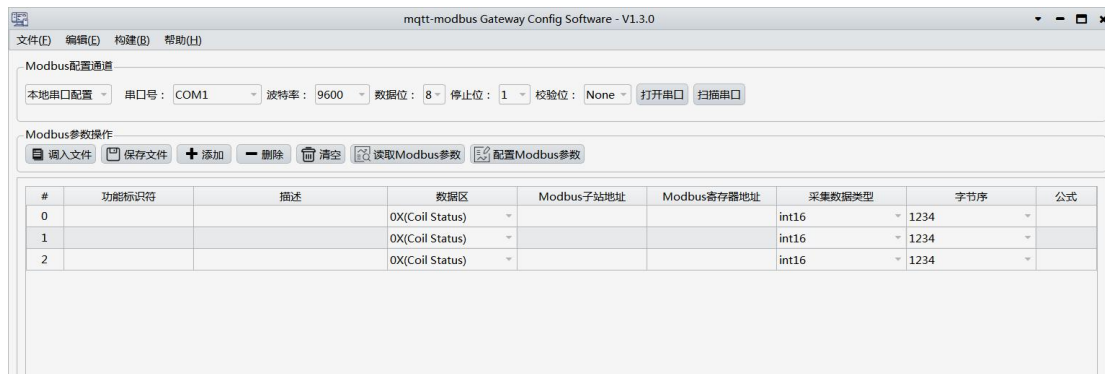 mqtt-modbus Gateway Config Software - V1.3.0
文件(F) 编辑(E) 构建(B) 帮助(H)
Modbus配置通道
本地串口配置 串口号： COM1 波特率： 9600 数据位： 8 停止位： 1 校验位： None 打开串口 扫描串口
Modbus参数操作
调入文件 保存文件 添加 删除 清空 读取Modbus参数 配置Modbus参数
# 功能标识符 描述 数据区 Modbus子站地址 Modbus寄存器地址 采集数据类型 字节序 公式
0 0X(Coil Status) int16 1234
1 0X(Coil Status) int16 1234
2 0X(Coil Status) int16 1234